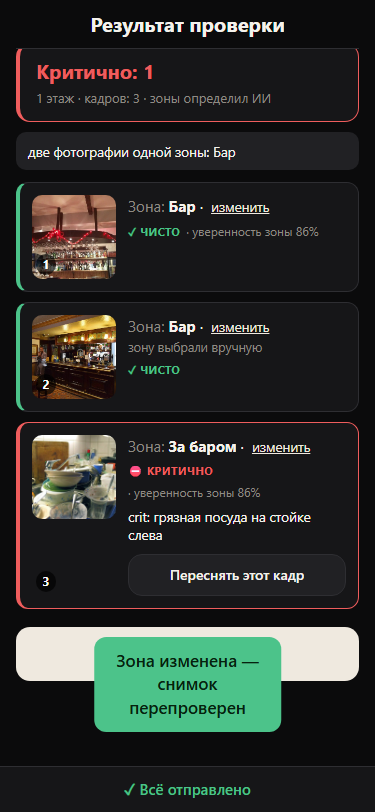 Результат проверки
Критично: 1
1 этаж · кадров: 3 · зоны определил ИИ
две фотографии одной зоны: Бар
1
Зона: Бар · изменить
✓ ЧИСТО · уверенность зоны 86%
2
Зона: Бар · изменить
зону выбрали вручную
✓ ЧИСТО
3
Зона: За баром · изменить
⛔ КРИТИЧНО
· уверенность зоны 86%
crit: грязная посуда на стойке
слева
Переснять этот кадр
Зона изменена —
снимок
перепроверен
✓ Всё отправлено